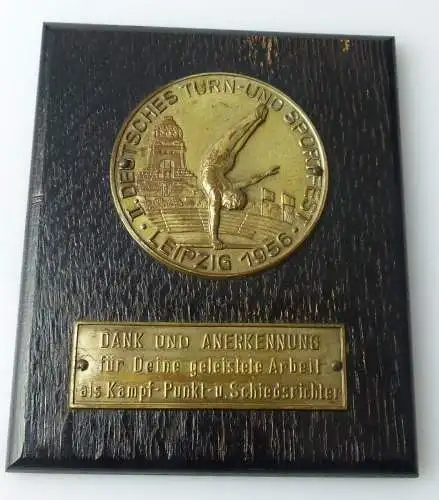 II. DEUTSCHES TURN-UND SPORTFEST
· LEIPZIG 1956 ·
DANK UND ANERKENNUNG
für Deine geleistete Arbeit
als Kampf-Punkt-u. Schiedsrichter